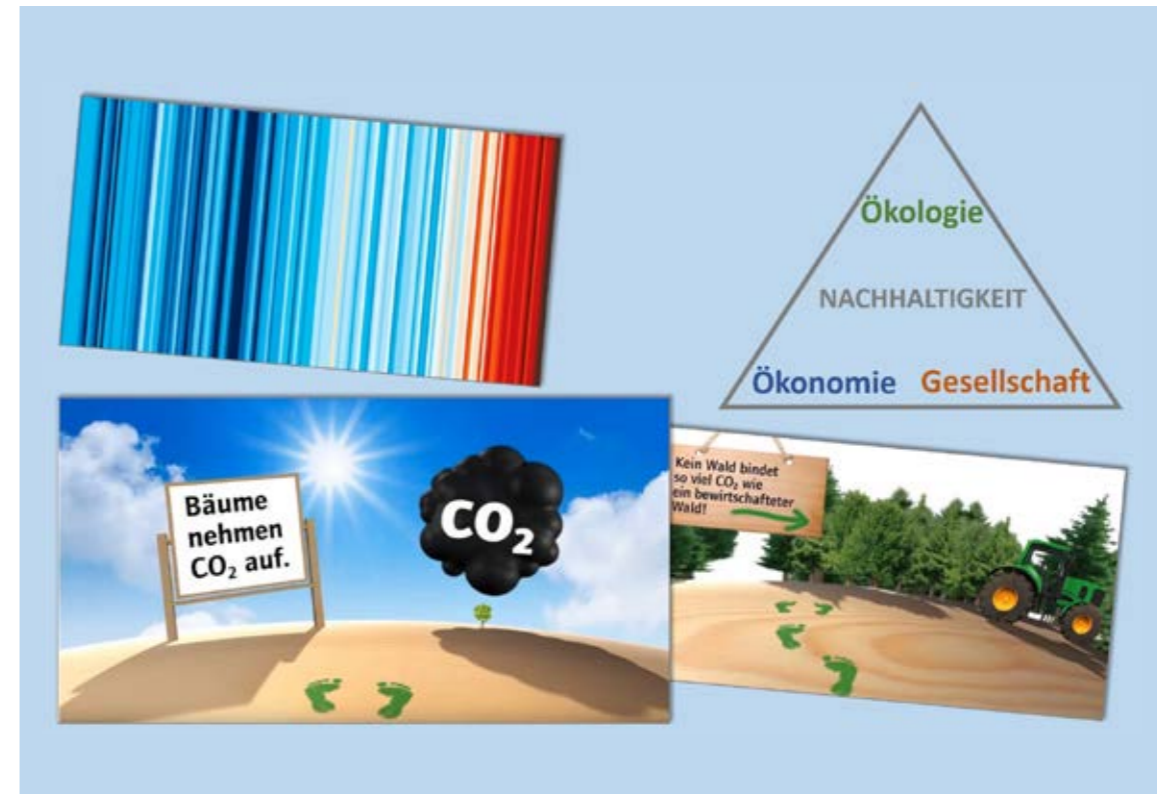 Ökologie
NACHHALTIGKEIT
Ökonomie Gesellschaft
Bäume
nehmen
CO₂ auf.
CO₂
Kein Wald bindet
so viel CO₂ wie
ein bewirtschafteter
Wald!